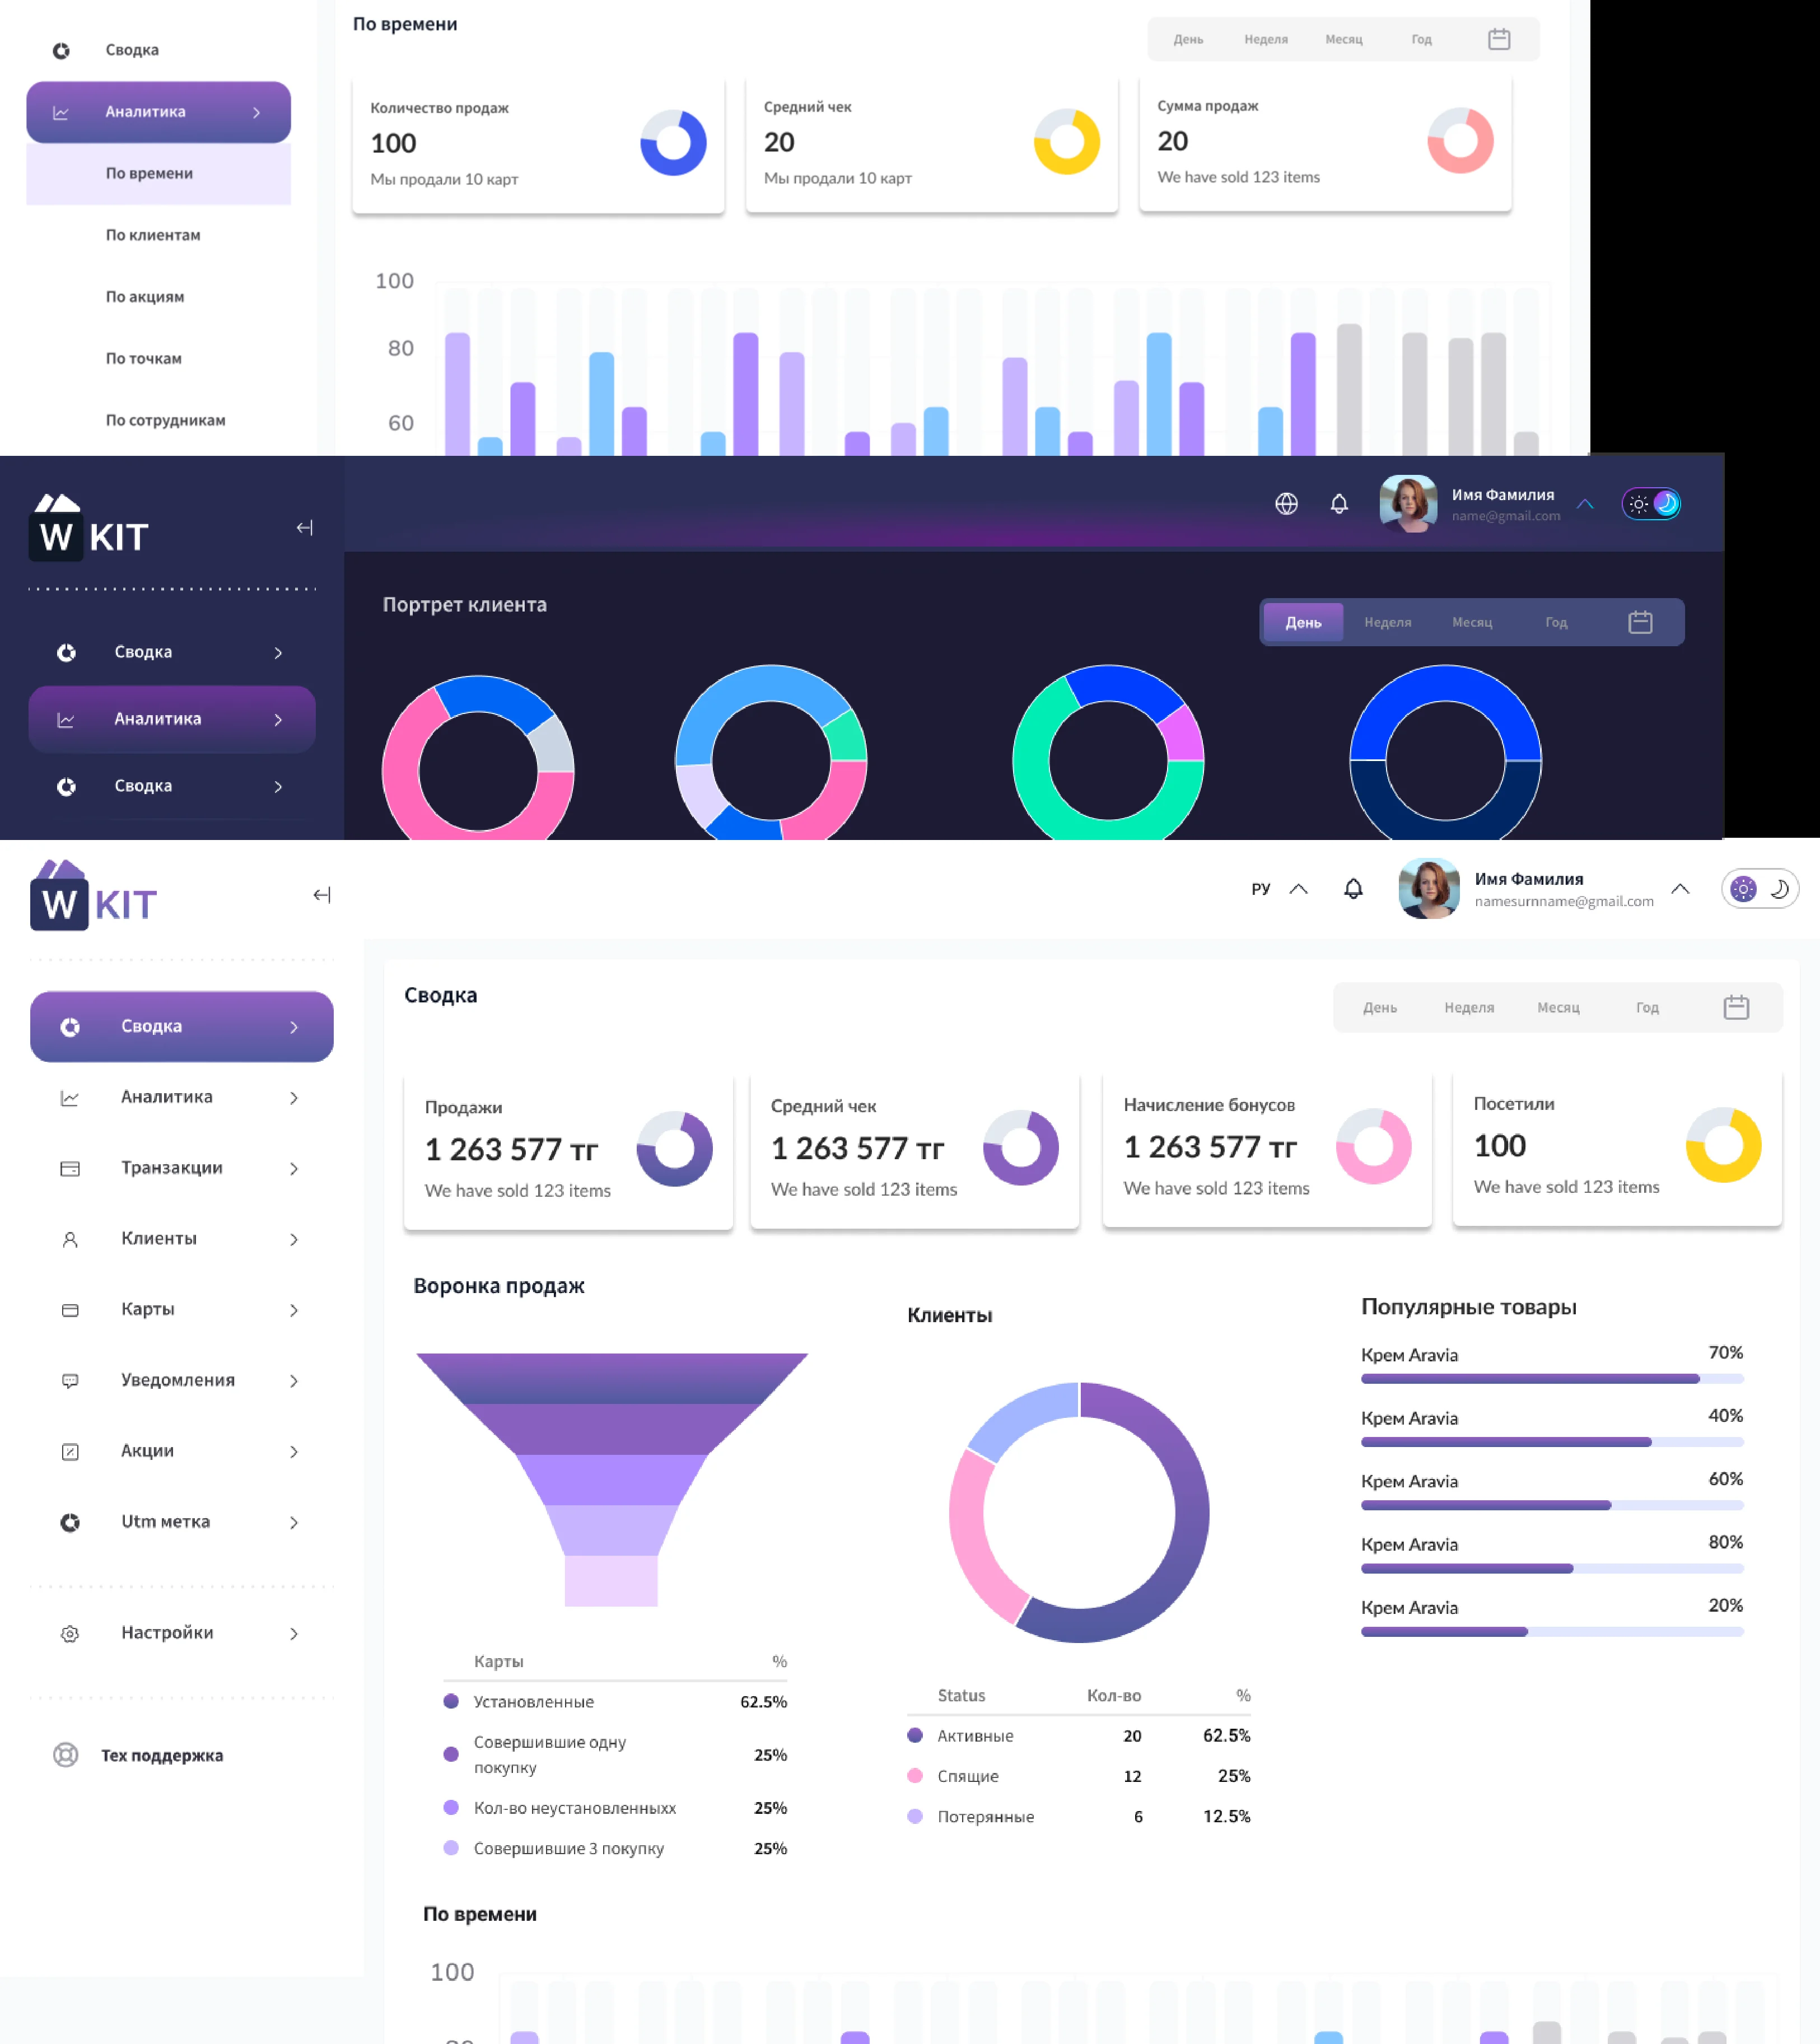 Сводка
Аналитика
По времени
По клиентам
По акциям
По точкам
По сотрудникам
По времени
День Неделя Месяц Год
Количество продаж
100
Мы продали 10 карт
Средний чек
20
Мы продали 10 карт
Сумма продаж
20
We have sold 123 items
100
80
60
W KIT
Сводка
Аналитика
Сводка
Имя Фамилия
name@gmail.com
Портрет клиента
День Неделя Месяц Год
W KIT
РУ
Имя Фамилия
namesurnname@gmail.com
Сводка
Аналитика
Транзакции
Клиенты
Карты
Уведомления
Акции
Utm метка
Настройки
Тех поддержка
Сводка
День Неделя Месяц Год
Продажи
1 263 577 тг
We have sold 123 items
Средний чек
1 263 577 тг
We have sold 123 items
Начисление бонусов
1 263 577 тг
We have sold 123 items
Посетили
100
We have sold 123 items
Воронка продаж
Карты %
Установленные 62.5%
Совершившие одну
покупку 25%
Кол-во неустановленныхх 25%
Совершившие 3 покупку 25%
Клиенты
Status Кол-во %
Активные 20 62.5%
Спящие 12 25%
Потерянные 6 12.5%
Популярные товары
Крем Aravia 70%
Крем Aravia 40%
Крем Aravia 60%
Крем Aravia 80%
Крем Aravia 20%
По времени
100